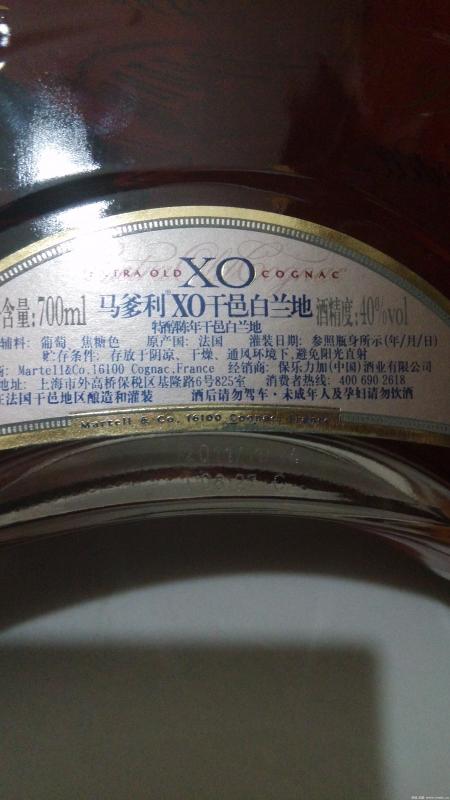 EXTRA OLD XO COGNAC
含量:700ml 马爹利 XO干邑白兰地 酒精度:40%vol
特酒陈年干邑白兰地
辅料: 葡萄、焦糖色 原产国: 法国 灌装日期: 参照瓶身所示(年/月/日)
贮存条件: 存放于阴凉、干燥、通风环境下,避免阳光直射
商: Martell&Co.16100 Cognac,France 经销商: 保乐力加(中国)酒业有限公司
地址: 上海市外高桥保税区基隆路6号825室 消费者热线: 400 690 2618
在法国干邑地区酿造和灌装 酒后请勿驾车·未成年人及孕妇请勿饮酒
Martell & Co. 16100 Cognac, France